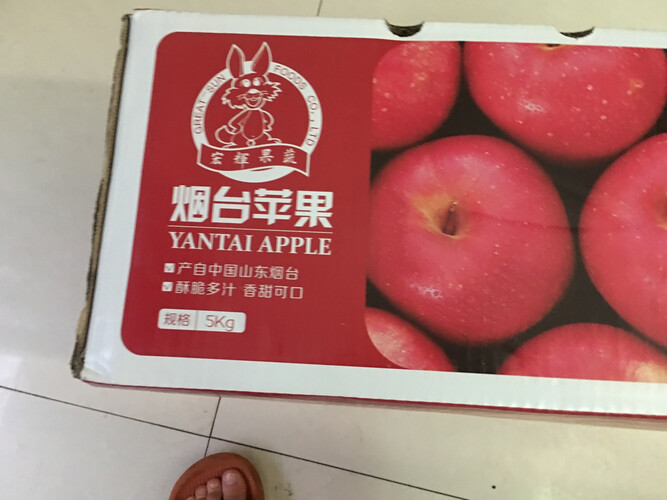 GREAT SUN FOODS CO., LTD
宏辉果蔬
烟台苹果
YANTAI APPLE
产自中国山东烟台
酥脆多汁 香甜可口
规格 5Kg